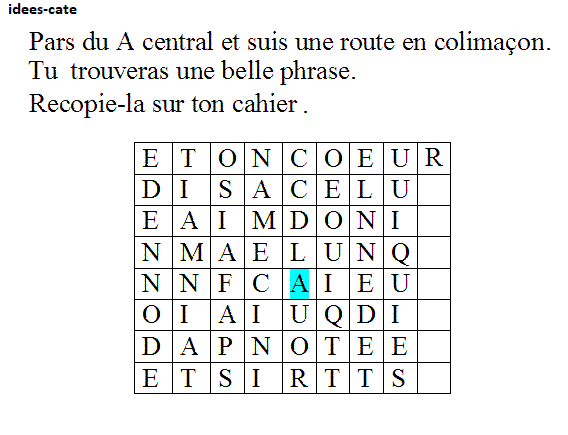 idees-cate
Pars du A central et suis une route en colimaçon.
Tu trouveras une belle phrase.
Recopie-la sur ton cahier .
E T O N C O E U R
D I S A C E L U
E A I M D O N I
N M A E L U N Q
N N F C A I E U
O I A I U Q D I
D A P N O T E E
E T S I R T T S